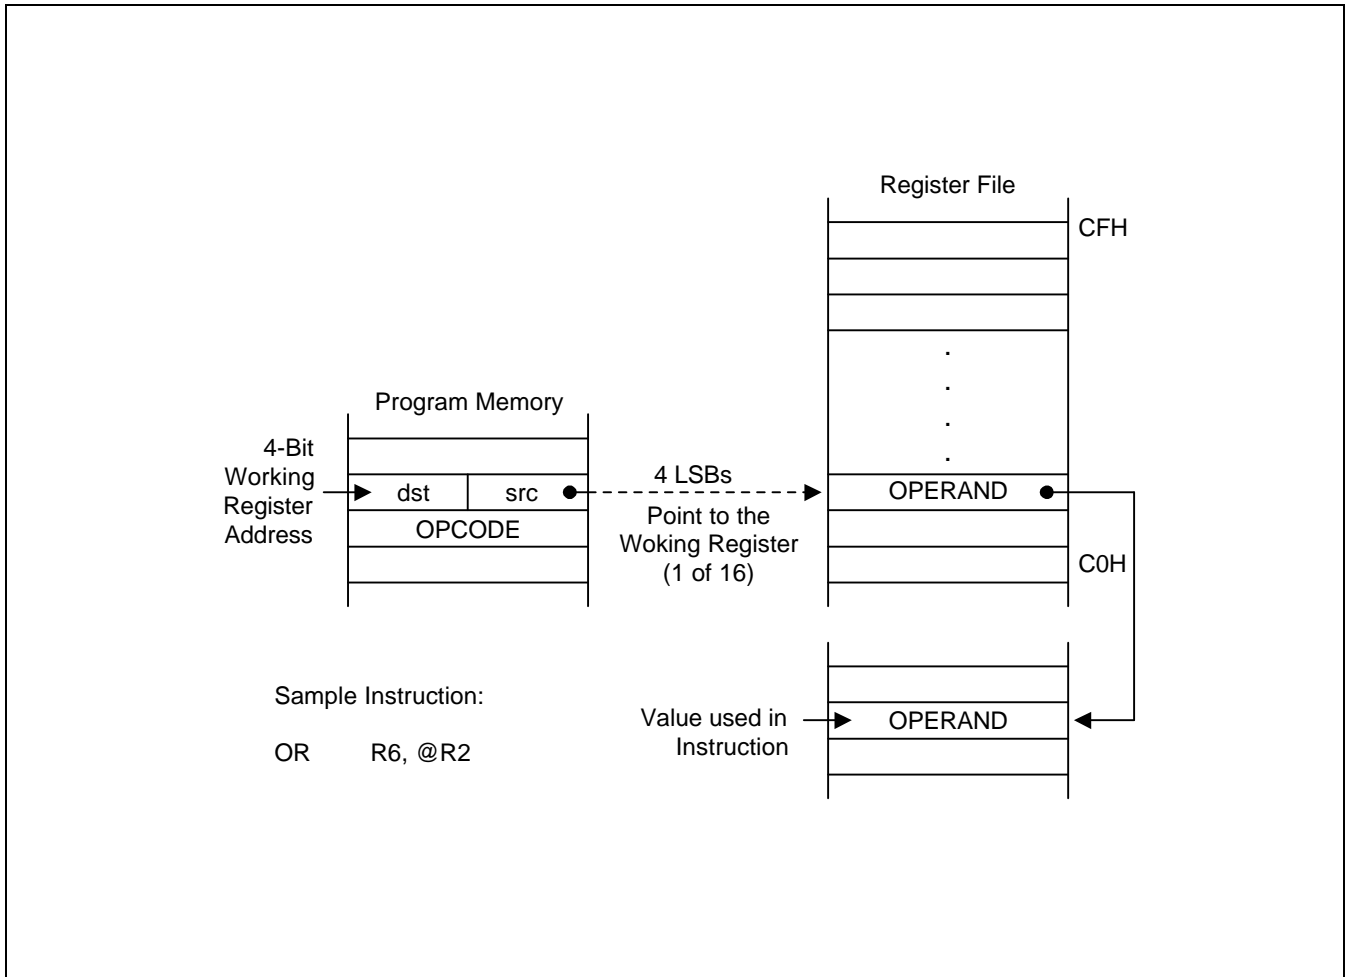 Register File
CFH
.
.
.
.
Program Memory
4-Bit
Working
Register
Address
dst
src
OPCODE
4 LSBs
Point to the
Woking Register
(1 of 16)
OPERAND
C0H
Sample Instruction:
OR R6, @R2
Value used in
Instruction
OPERAND